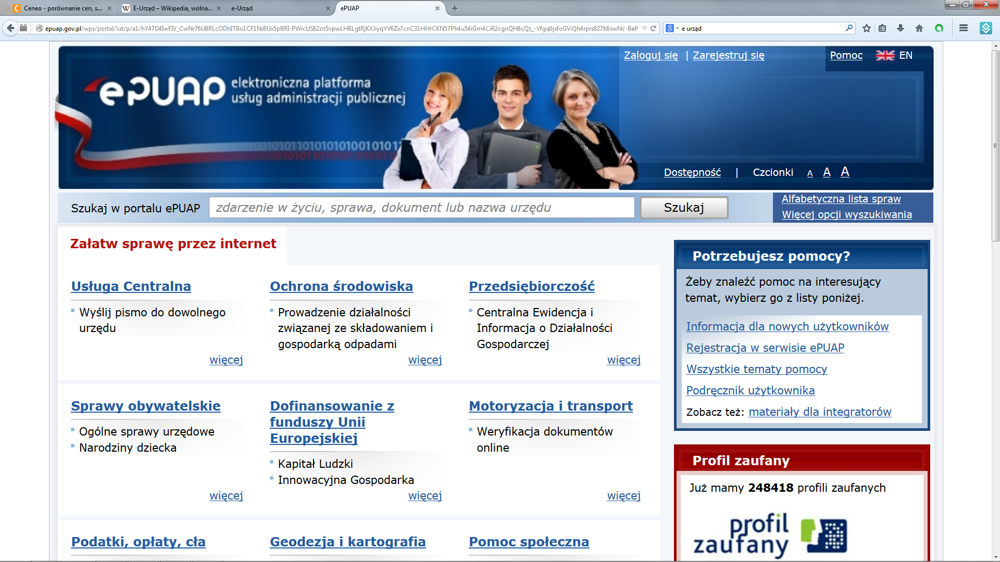 Ceneo - porównanie cen, s...
E-Urząd – Wikipedia, wolna...
e-Urząd
ePUAP
epuap.gov.pl/wps/portal/!ut/p/a1/
e urząd
Zaloguj się | Zarejestruj się
Pomoc
EN
ePUAP
elektroniczna platforma
usług administracji publicznej
Dostępność | Czcionki A A A
Szukaj w portalu ePUAP
zdarzenie w życiu, sprawa, dokument lub nazwa urzędu
Szukaj
Alfabetyczna lista spraw
Więcej opcji wyszukiwania
Załatw sprawę przez internet
Usługa Centralna
Wyślij pismo do dowolnego
urzędu
więcej
Ochrona środowiska
Prowadzenie działalności
związanej ze składowaniem i
gospodarką odpadami
więcej
Przedsiębiorczość
Centralna Ewidencja i
Informacja o Działalności
Gospodarczej
więcej
Sprawy obywatelskie
Ogólne sprawy urzędowe
Narodziny dziecka
więcej
Dofinansowanie z
funduszy Unii
Europejskiej
Kapitał Ludzki
Innowacyjna Gospodarka
więcej
Motoryzacja i transport
Weryfikacja dokumentów
online
więcej
Podatki, opłaty, cła
Geodezja i kartografia
Pomoc społeczna
Potrzebujesz pomocy?
Żeby znaleźć pomoc na interesujący
temat, wybierz go z listy poniżej.
Informacja dla nowych użytkowników
Rejestracja w serwisie ePUAP
Wszystkie tematy pomocy
Podręcznik użytkownika
Zobacz też: materiały dla integratorów
Profil zaufany
Już mamy 248418 profili zaufanych
profil
zaufany